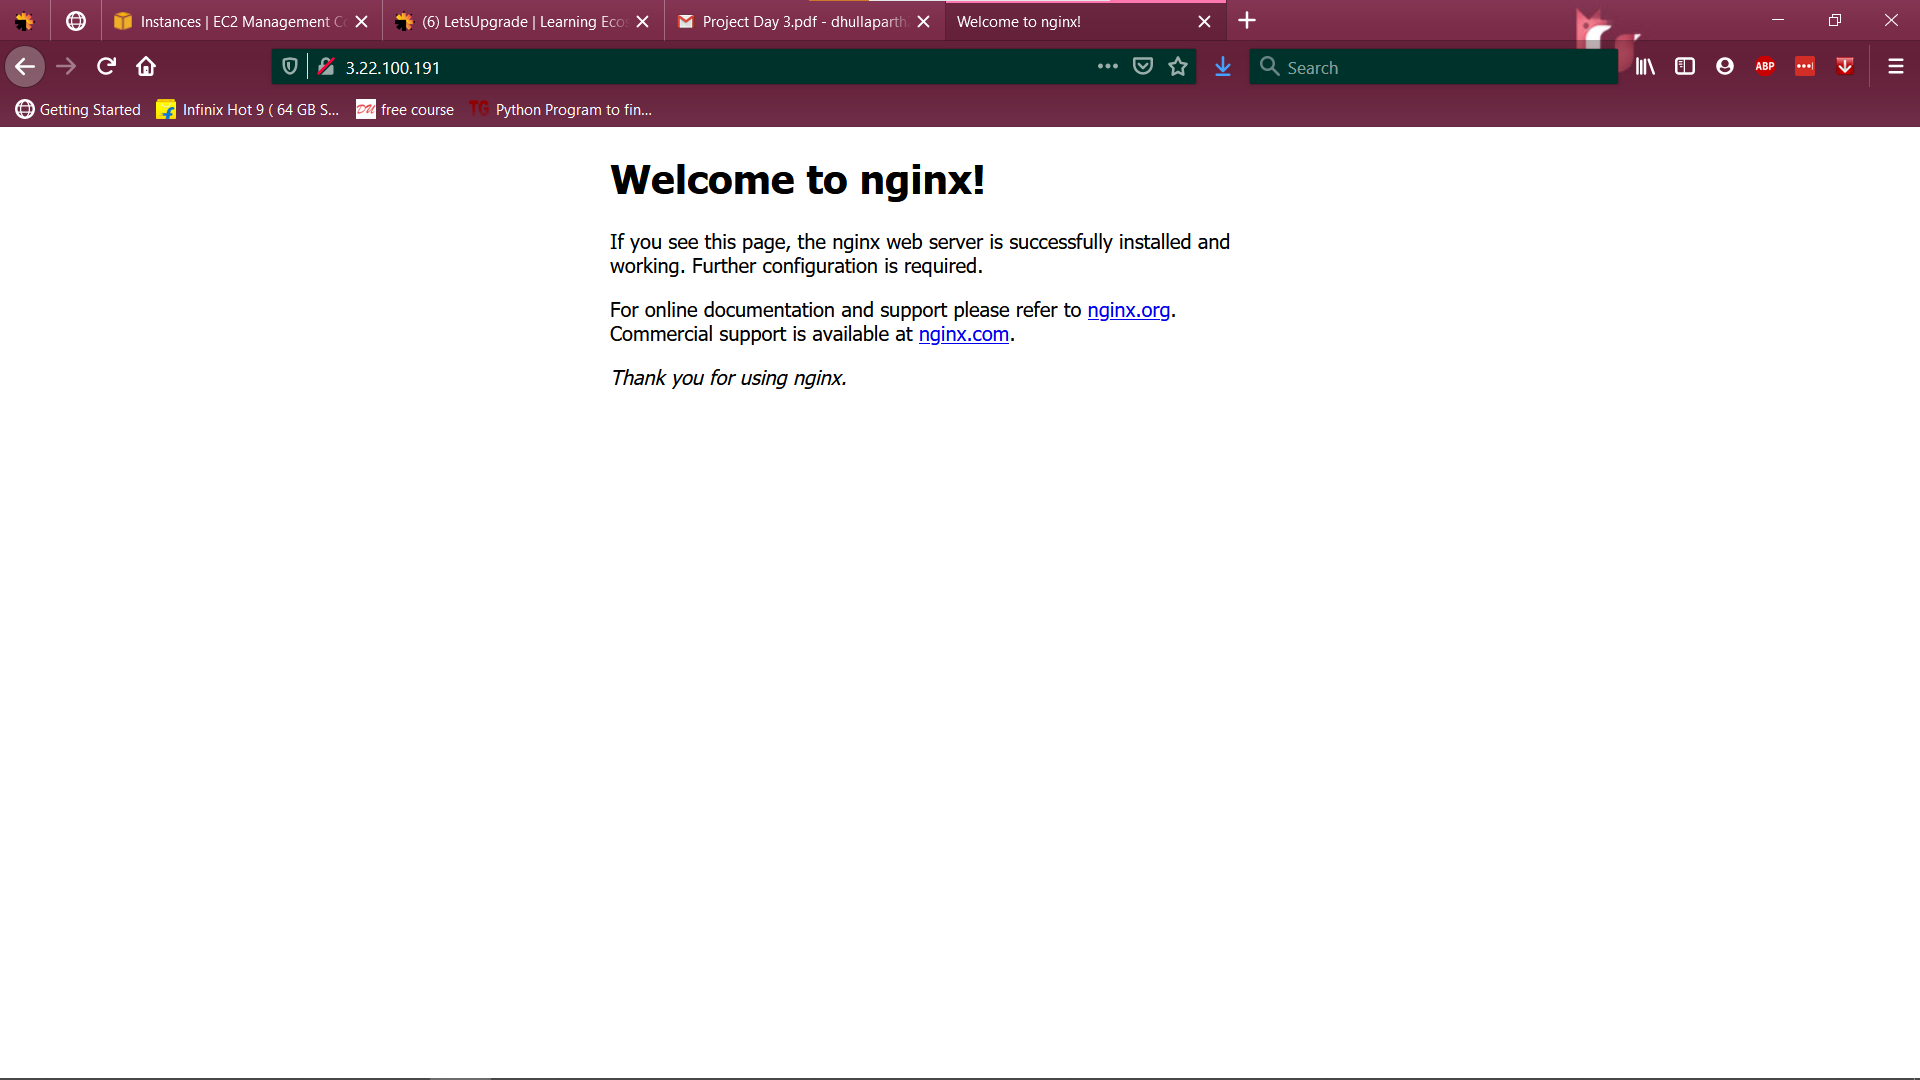 Instances | EC2 Management Co
(6) LetsUpgrade | Learning Ecos
Project Day 3.pdf - dhullaparth
Welcome to nginx!
3.22.100.191
Search
ABP
Getting Started
Infinix Hot 9 ( 64 GB S...
DU free course
TG Python Program to fin...
Welcome to nginx!
If you see this page, the nginx web server is successfully installed and
working. Further configuration is required.
For online documentation and support please refer to nginx.org.
Commercial support is available at nginx.com.
Thank you for using nginx.